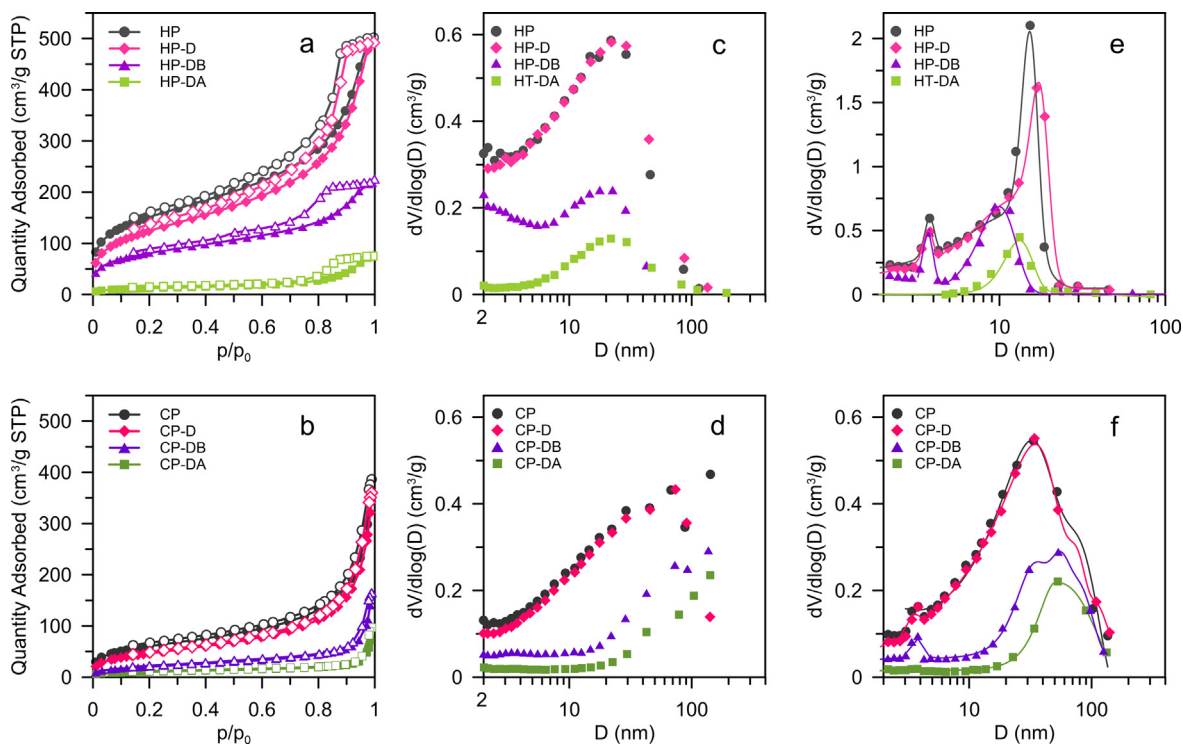 Quantity Adsorbed (cm³/g STP)
500
400
300
200
100
0
HP
HP-D
HP-DB
HP-DA
a
0 0.2 0.4 0.6 0.8 1
p/p₀
dV/dlog(D) (cm³/g)
0.6
0.4
0.2
0
HP
HP-D
HP-DB
HT-DA
c
2 10 100
D (nm)
dV/dlog(D) (cm³/g)
2
1.5
1
0.5
0
HP
HP-D
HP-DB
HT-DA
e
10 100
D (nm)
Quantity Adsorbed (cm³/g STP)
500
400
300
200
100
0
CP
CP-D
CP-DB
CP-DA
b
0 0.2 0.4 0.6 0.8 1
p/p₀
dV/dlog(D) (cm³/g)
0.6
0.4
0.2
0
CP
CP-D
CP-DB
CP-DA
d
2 10 100
D (nm)
dV/dlog(D) (cm³/g)
0.6
0.4
0.2
0
CP
CP-D
CP-DB
CP-DA
f
10 100
D (nm)